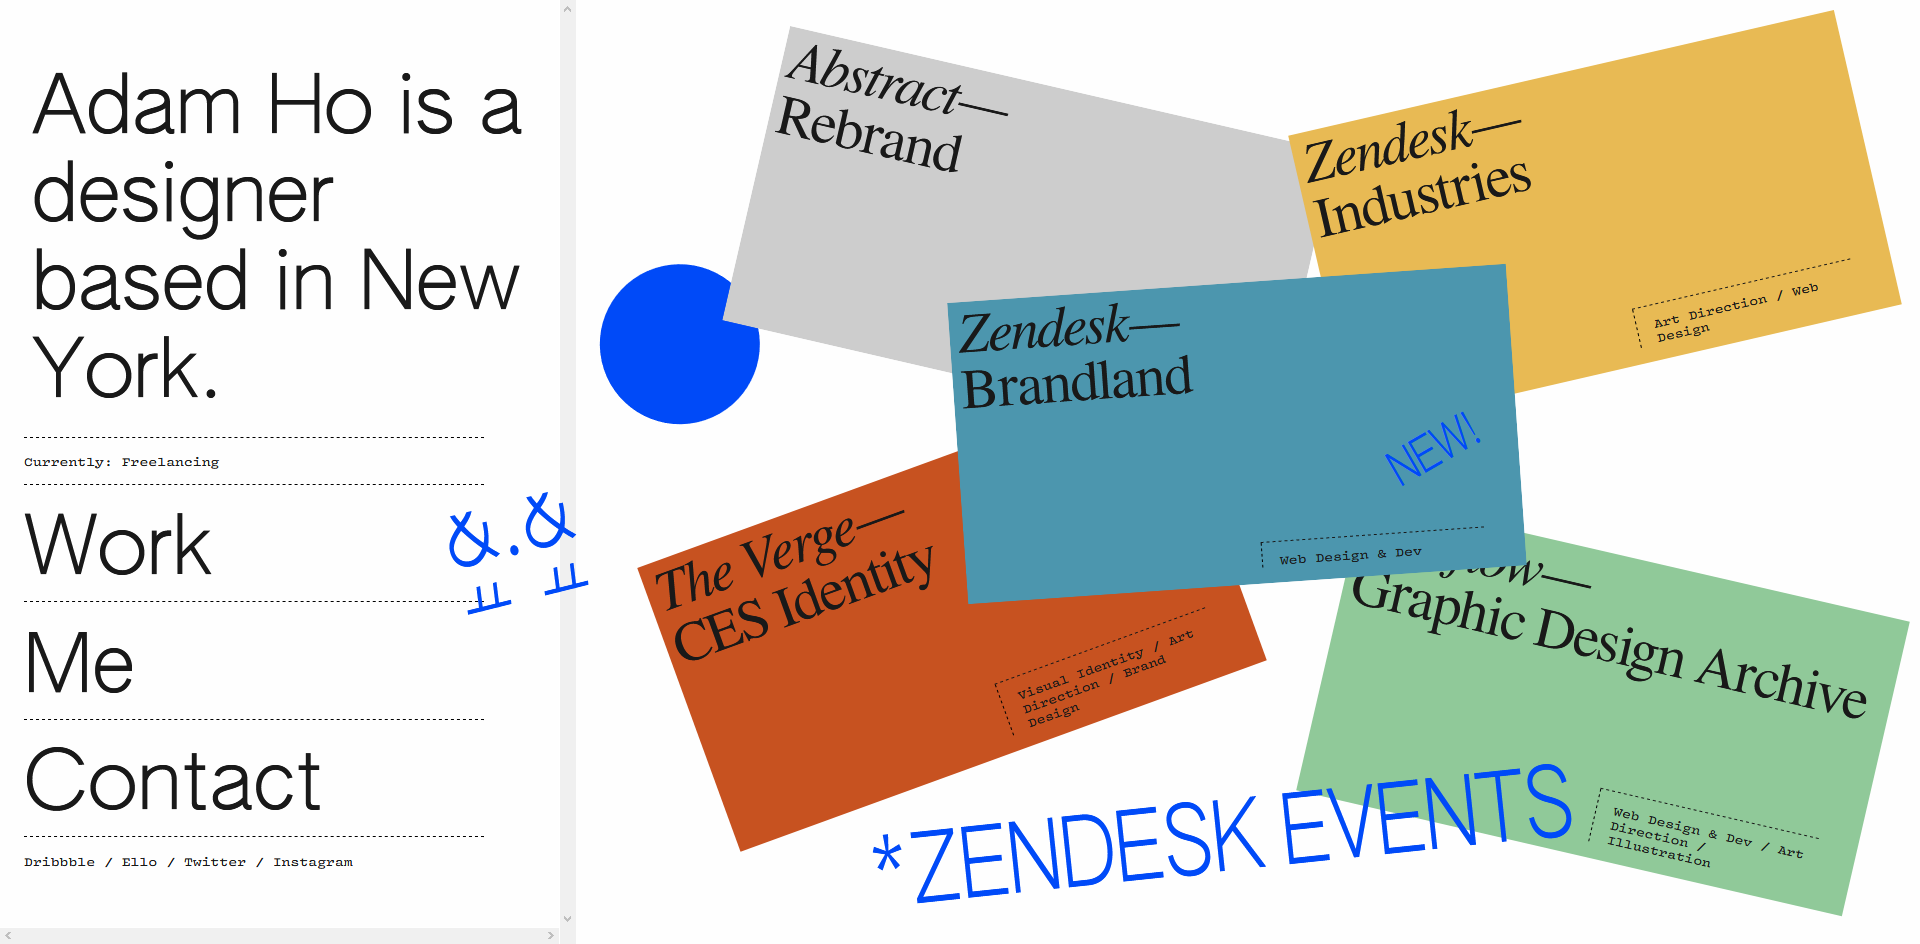 Adam Ho is a
designer
based in New
York.
Currently: Freelancing
Work
&.&
Me
Contact
Dribbble / Ello / Twitter / Instagram
Abstract—
Rebrand
Zendesk—
Industries
Art Direction / Web
Design
Zendesk—
Brandland
NEW!
Web Design & Dev
The Verge—
CES Identity
Visual Identity / Art
Direction / Brand
Design
Graphic Design Archive
Web Design & Dev / Art
Direction /
Illustration
*ZENDESK EVENTS